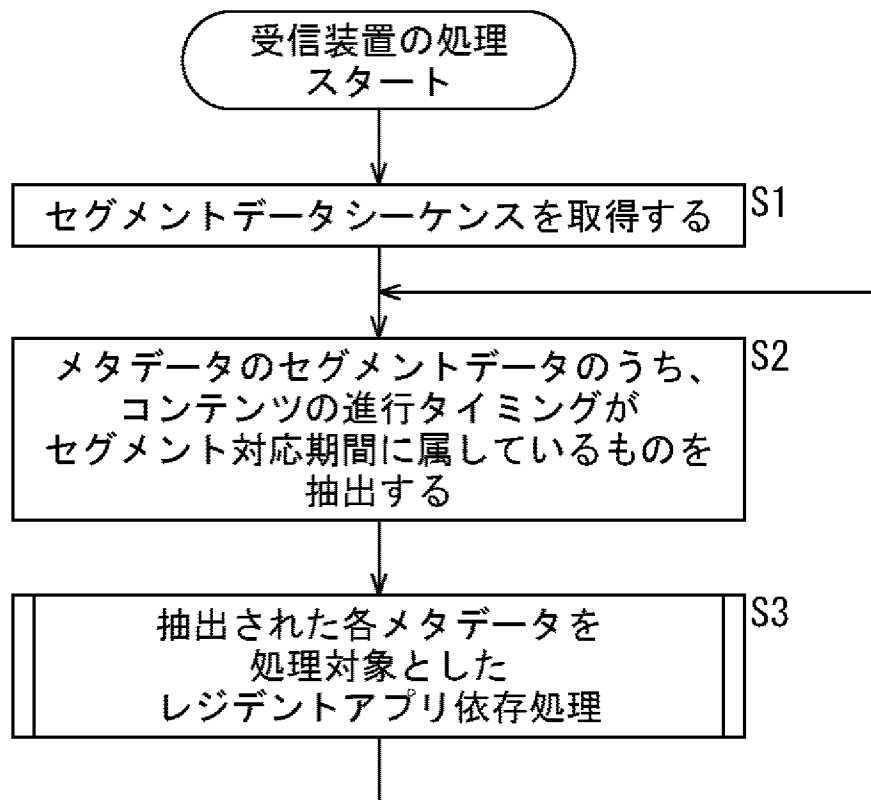 受信装置の処理
スタート
セグメントデータシーケンスを取得する
S1
メタデータのセグメントデータのうち、
コンテンツの進行タイミングが
セグメント対応期間に属しているものを
抽出する
S2
抽出された各メタデータを
処理対象とした
レジデントアプリ依存処理
S3